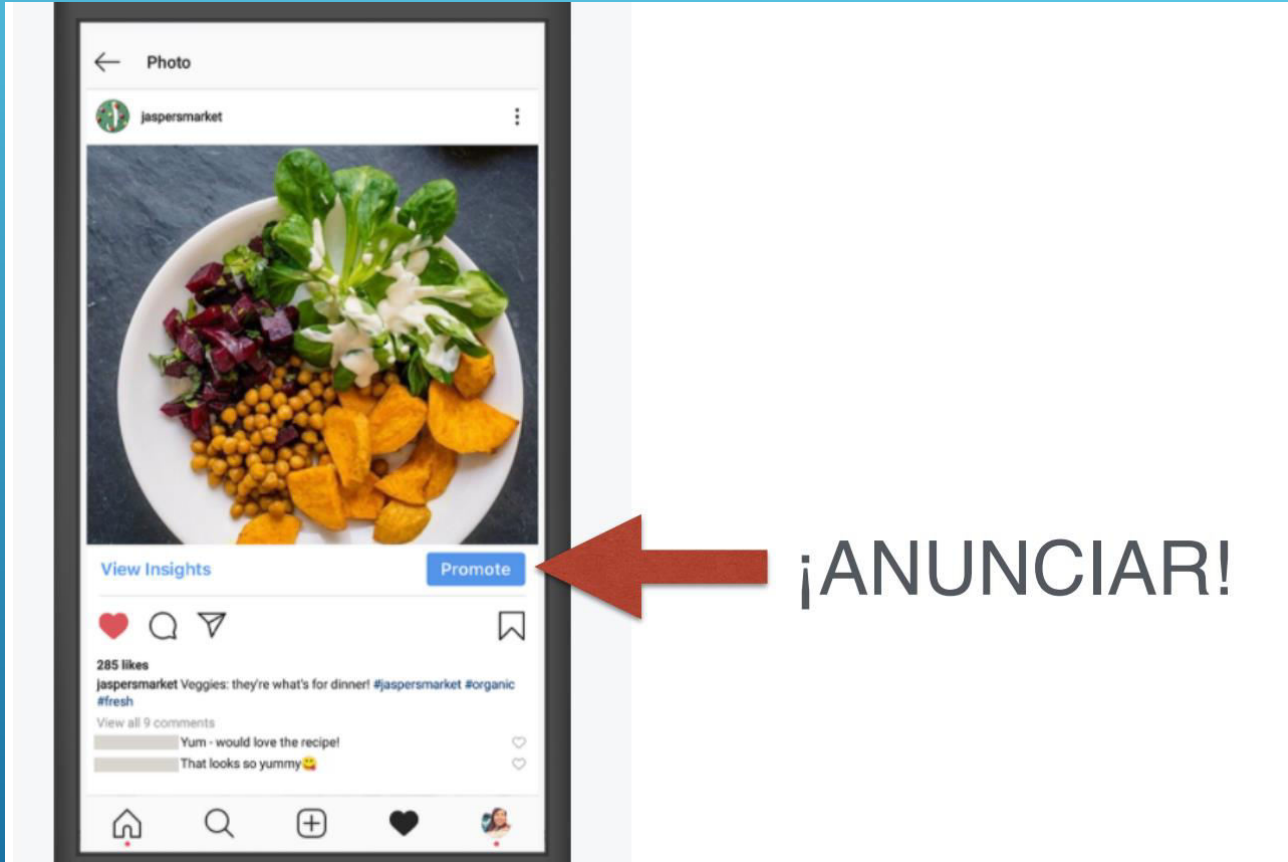 Photo
jaspersmarket
View Insights
Promote
¡ANUNCIAR!
285 likes
jaspersmarket Veggies: they're what's for dinner! #jaspersmarket #organic
#fresh
View all 9 comments
Yum - would love the recipe!
That looks so yummy😋